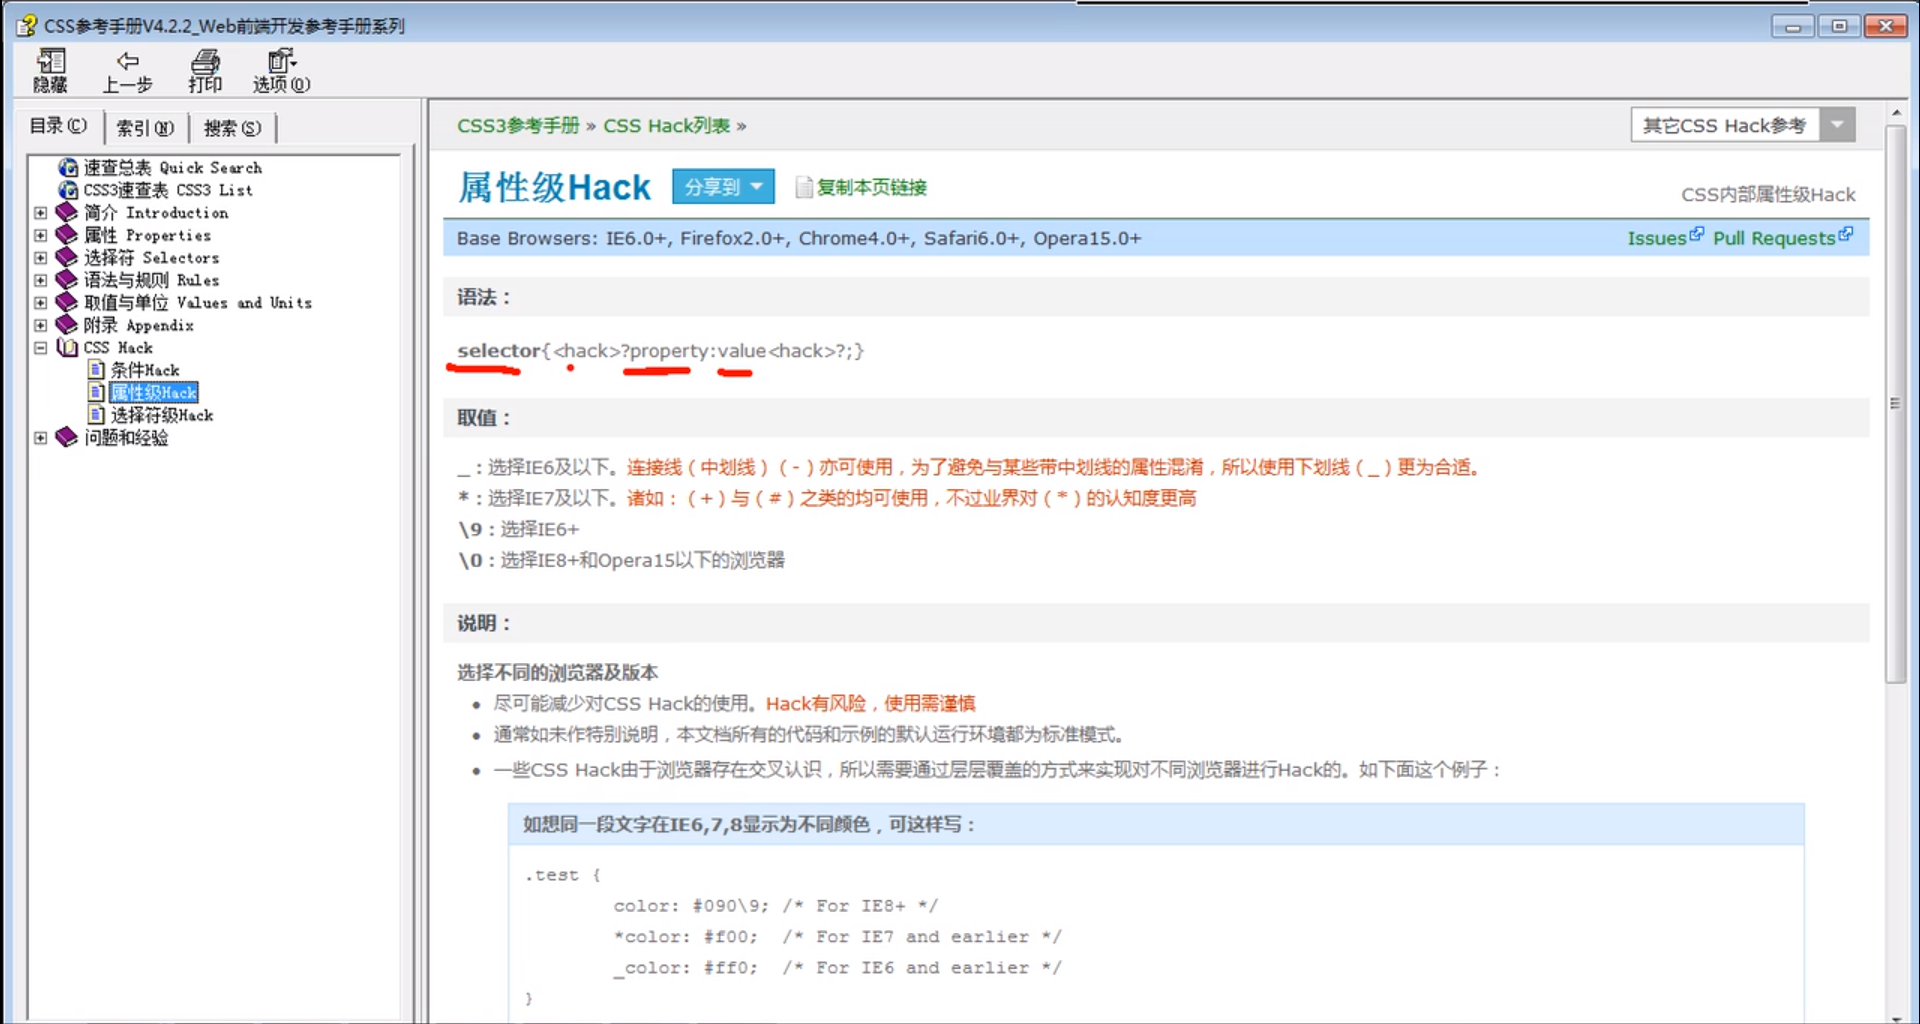 CSS参考手册V4.2.2_Web前端开发参考手册系列
隐藏 上一步 打印 选项(O)
目录(C) 索引(N) 搜索(S)
速查总表 Quick Search
CSS3速查表 CSS3 List
简介 Introduction
属性 Properties
选择符 Selectors
语法与规则 Rules
取值与单位 Values and Units
附录 Appendix
CSS Hack
条件Hack
属性级Hack
选择符级Hack
问题和经验
CSS3参考手册 » CSS Hack列表 »
其它CSS Hack参考
属性级Hack 分享到 复制本页链接
CSS内部属性级Hack
Base Browsers: IE6.0+, Firefox2.0+, Chrome4.0+, Safari6.0+, Opera15.0+
Issues Pull Requests
语法：
selector{<hack>?property:value<hack>?;}
取值：
_：选择IE6及以下。连接线（中划线）（-）亦可使用，为了避免与某些带中划线的属性混淆，所以使用下划线（_）更为合适。
*：选择IE7及以下。诸如：（+）与（#）之类的均可使用，不过业界对（*）的认知度更高
\9：选择IE6+
\0：选择IE8+和Opera15以下的浏览器
说明：
选择不同的浏览器及版本
• 尽可能减少对CSS Hack的使用。Hack有风险，使用需谨慎
• 通常如未作特别说明，本文档所有的代码和示例的默认运行环境都为标准模式。
• 一些CSS Hack由于浏览器存在交叉认识，所以需要通过层层覆盖的方式来实现对不同浏览器进行Hack的。如下面这个例子：
如想同一段文字在IE6,7,8显示为不同颜色，可这样写：
.test {
color: #090\9; /* For IE8+ */
*color: #f00; /* For IE7 and earlier */
_color: #ff0; /* For IE6 and earlier */
}